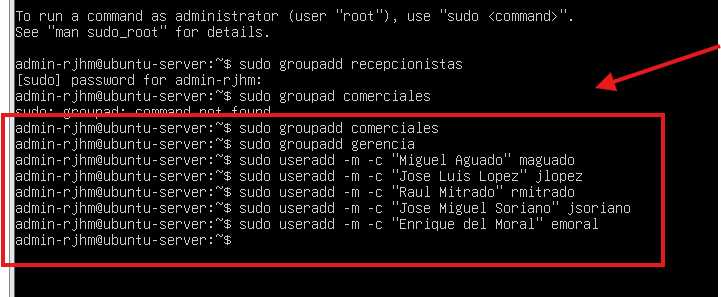 To run a command as administrator (user "root"), use "sudo <command>".
See "man sudo_root" for details.
admin-rjhm@ubuntu-server:~$ sudo groupadd recepcionistas
[sudo] password for admin-rjhm:
admin-rjhm@ubuntu-server:~$ sudo groupad comerciales
sudo: groupad: command not found
admin-rjhm@ubuntu-server:~$ sudo groupadd comerciales
admin-rjhm@ubuntu-server:~$ sudo groupadd gerencia
admin-rjhm@ubuntu-server:~$ sudo useradd -m -c "Miguel Aguado" maguado
admin-rjhm@ubuntu-server:~$ sudo useradd -m -c "Jose Luis Lopez" jlopez
admin-rjhm@ubuntu-server:~$ sudo useradd -m -c "Raul Mitrado" rmitrado
admin-rjhm@ubuntu-server:~$ sudo useradd -m -c "Jose Miguel Soriano" jsoriano
admin-rjhm@ubuntu-server:~$ sudo useradd -m -c "Enrique del Moral" emoral
admin-rjhm@ubuntu-server:~$